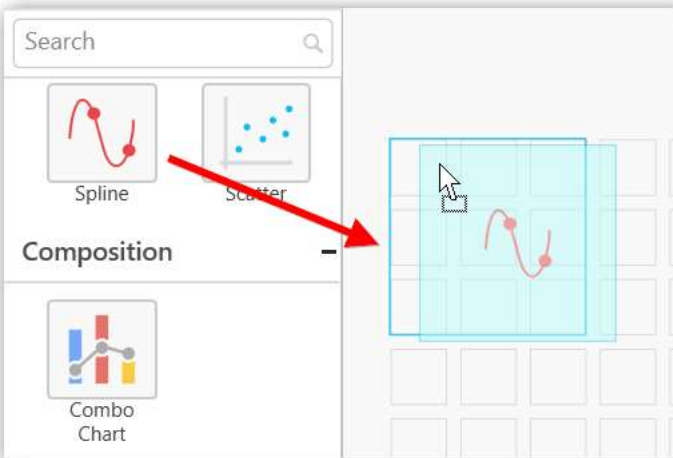 Search
Spline
Scatter
Composition
Combo
Chart